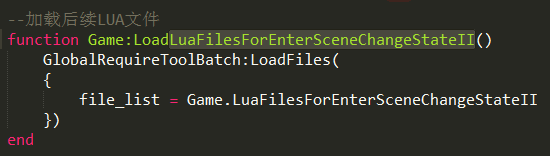 --加载后续LUA文件
function Game:LoadLuaFilesForEnterSceneChangeStateII()
    GlobalRequireToolBatch:LoadFiles(
    {
        file_list = Game.LuaFilesForEnterSceneChangeStateII
    })
end